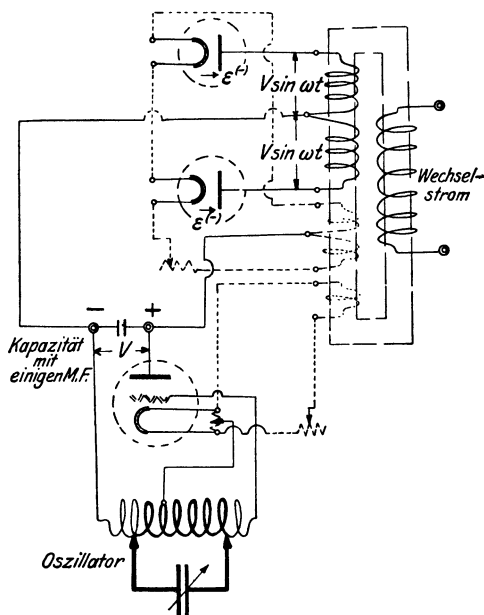 ε(-)
V sin ωt
V sin ωt
ε(-)
Wechsel-
strom
− +
Kapazität
mit
einigen M.F.
V
Oszillator